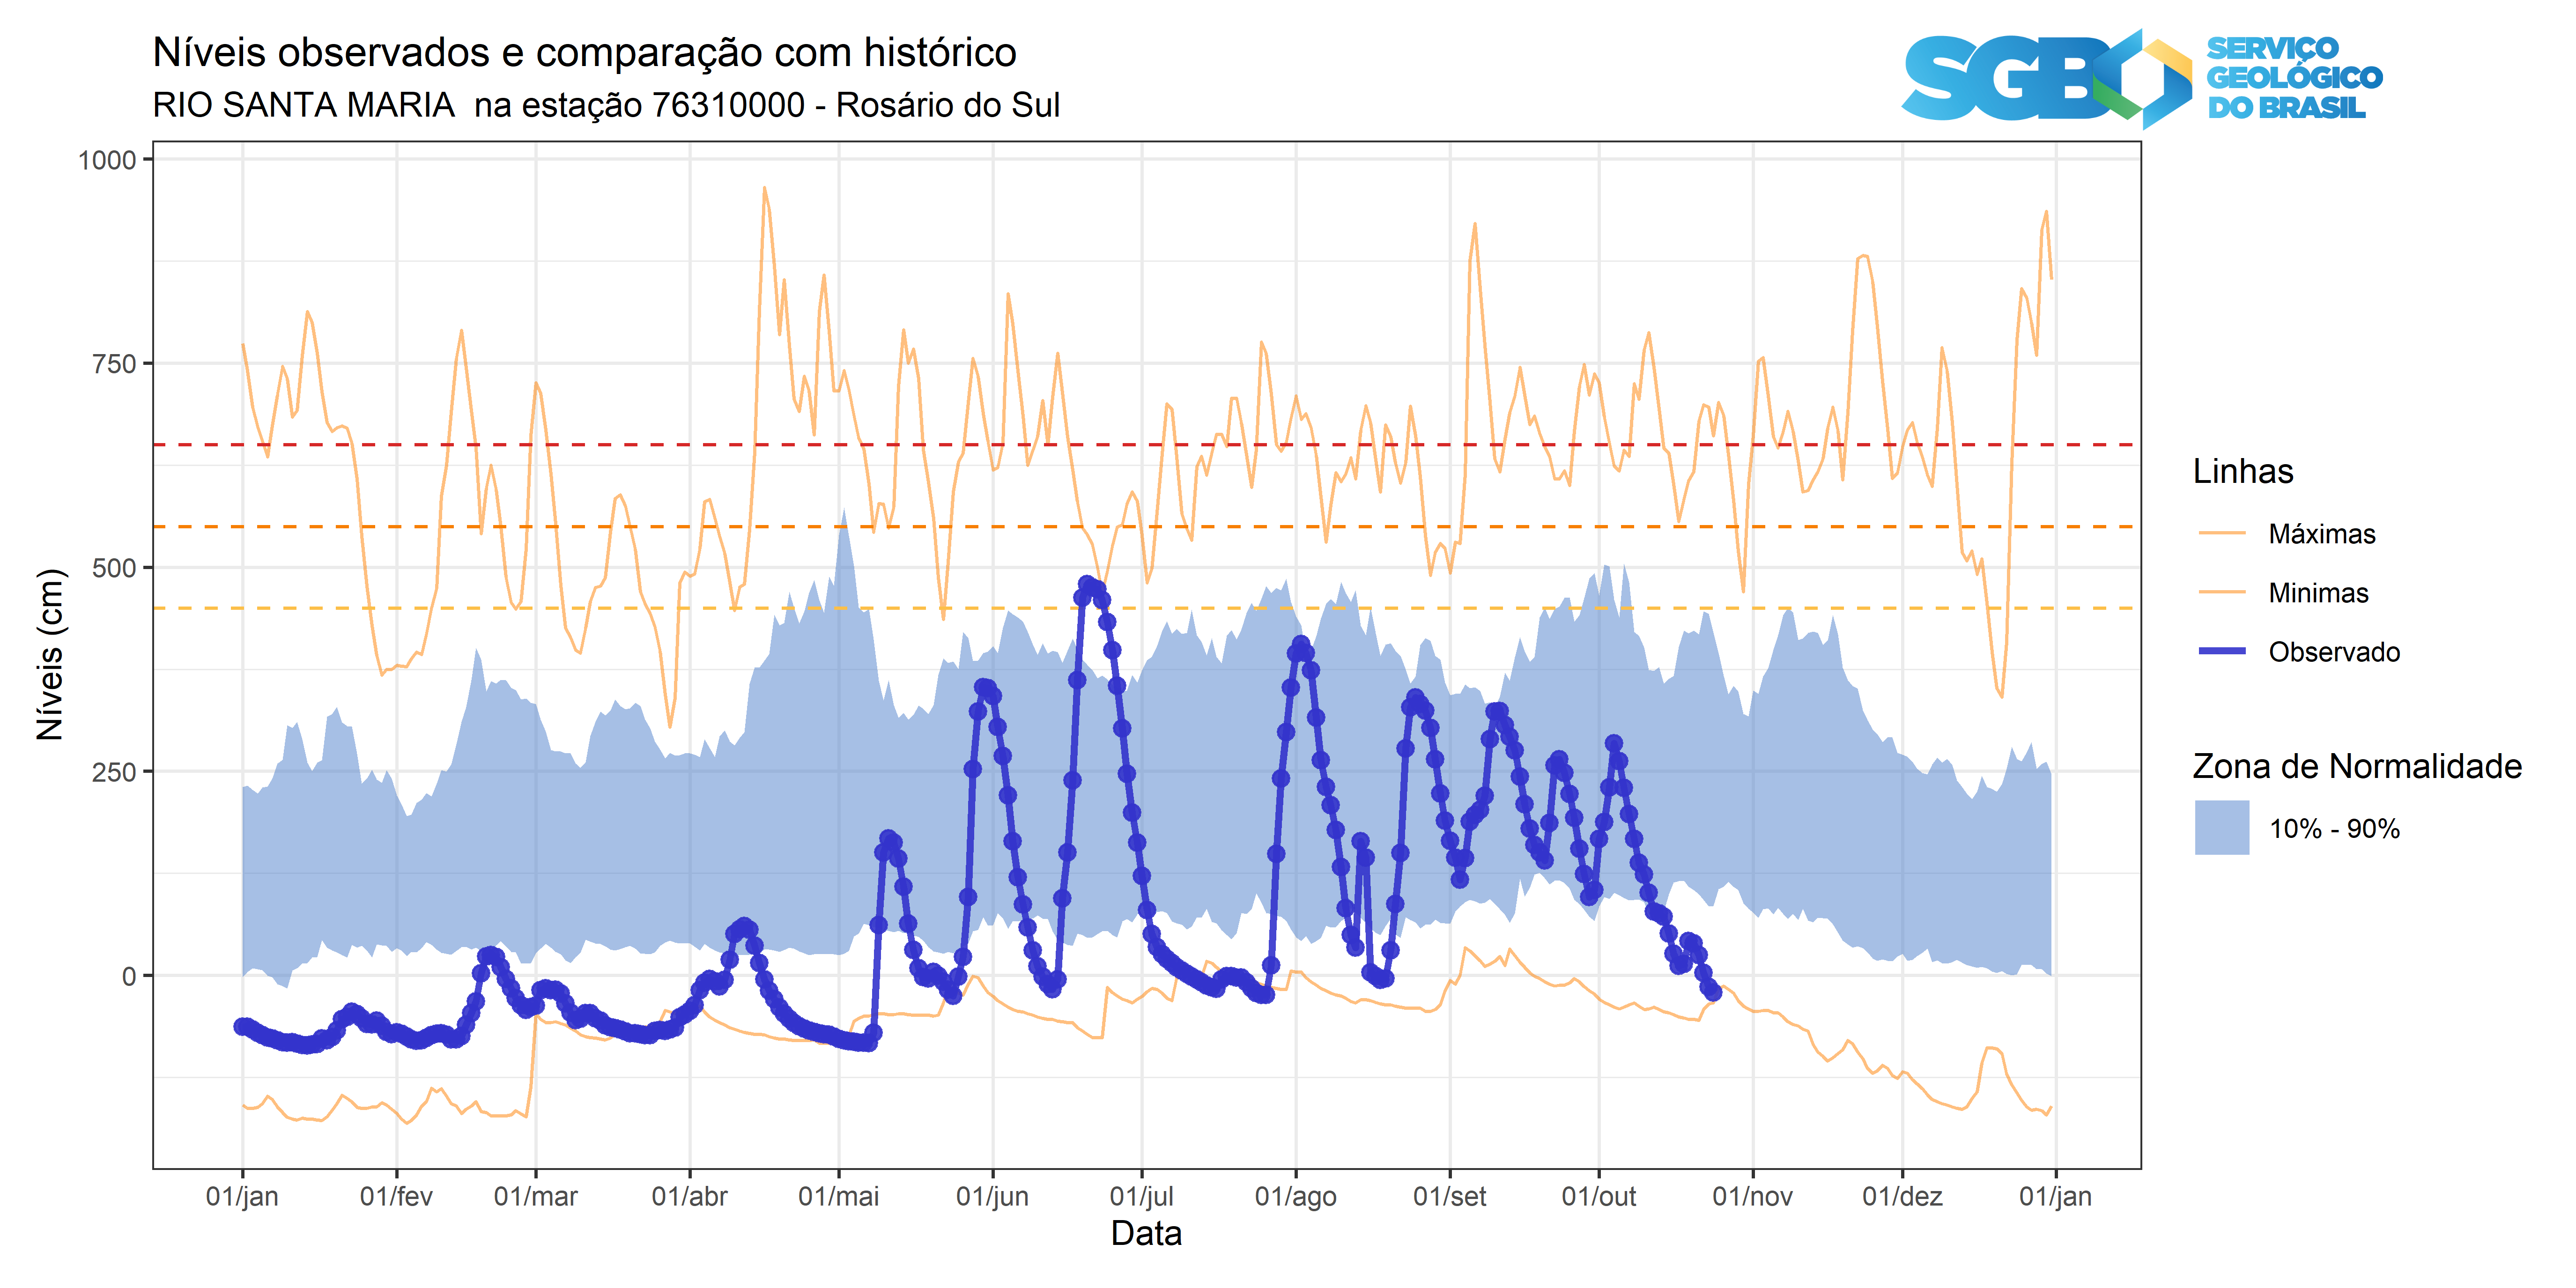 Níveis observados e comparação com histórico
RIO SANTA MARIA  na estação 76310000 - Rosário do Sul
SGB
SERVIÇO
GEOLÓGICO
DO BRASIL
Níveis (cm)
1000
750
500
250
0
01/jan
01/fev
01/mar
01/abr
01/mai
01/jun
01/jul
01/ago
01/set
01/out
01/nov
01/dez
01/jan
Data
Linhas
Máximas
Minimas
Observado
Zona de Normalidade
10% - 90%